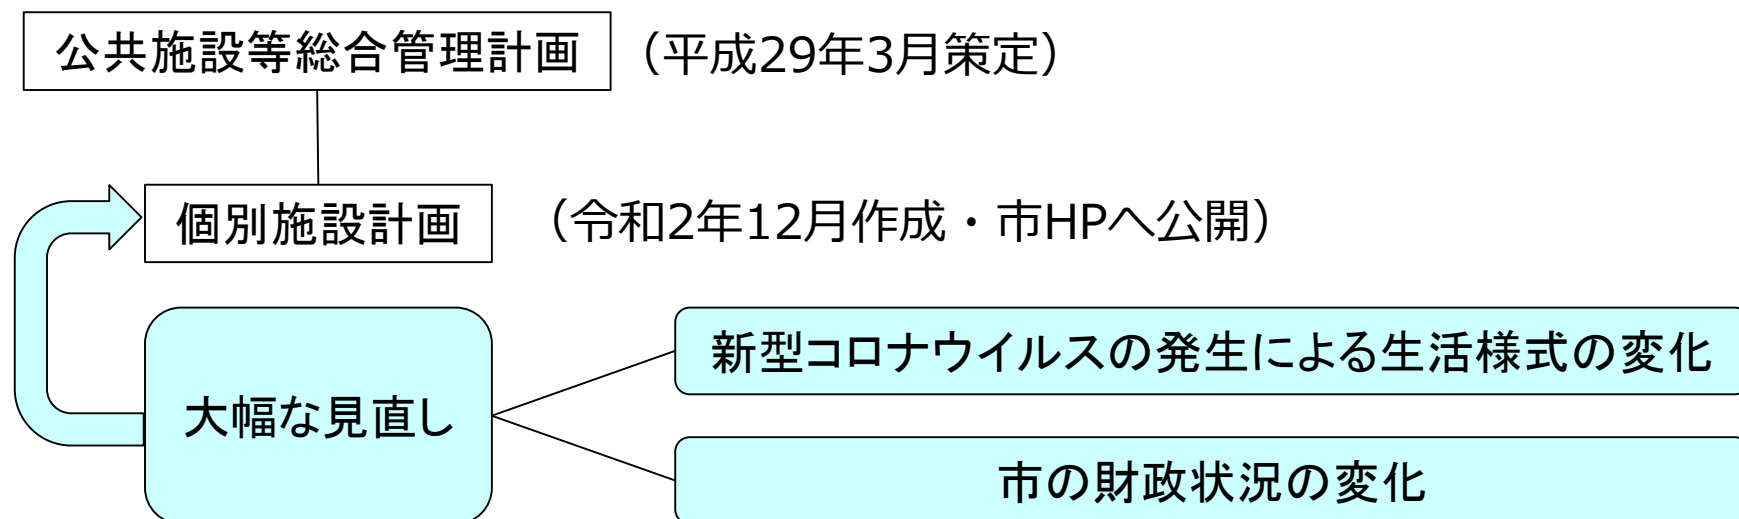 公共施設等総合管理計画 （平成29年3月策定）
個別施設計画 （令和2年12月作成・市HPへ公開）
新型コロナウイルスの発生による生活様式の変化
大幅な見直し
市の財政状況の変化